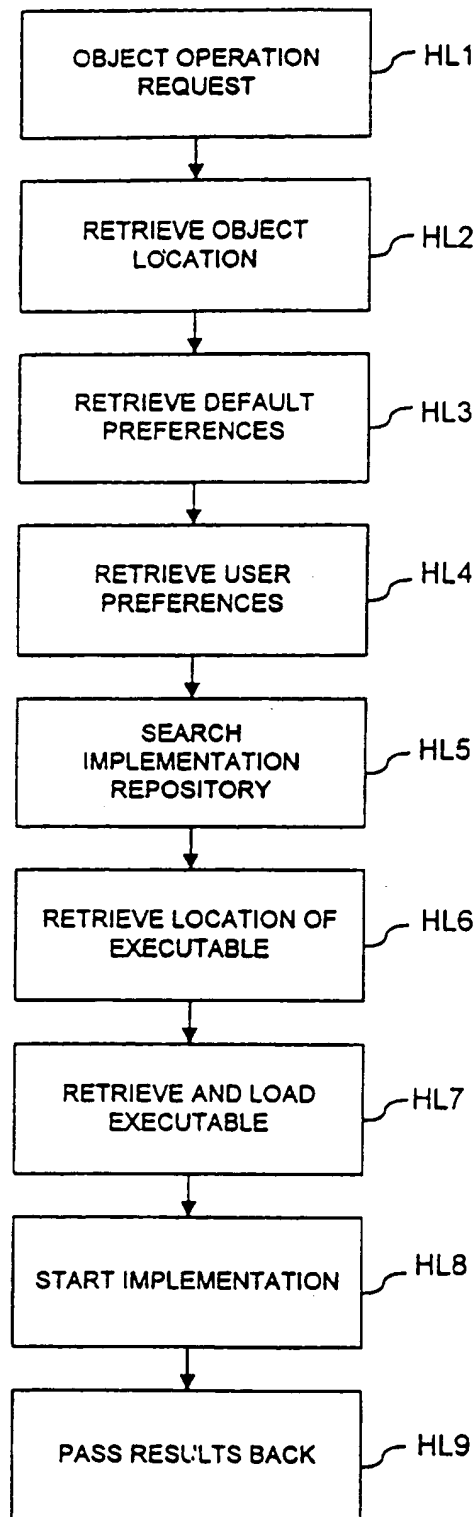 OBJECT OPERATION
REQUEST
HL1
RETRIEVE OBJECT
LOCATION
HL2
RETRIEVE DEFAULT
PREFERENCES
HL3
RETRIEVE USER
PREFERENCES
HL4
SEARCH
IMPLEMENTATION
REPOSITORY
HL5
RETRIEVE LOCATION OF
EXECUTABLE
HL6
RETRIEVE AND LOAD
EXECUTABLE
HL7
START IMPLEMENTATION
HL8
PASS RESULTS BACK
HL9